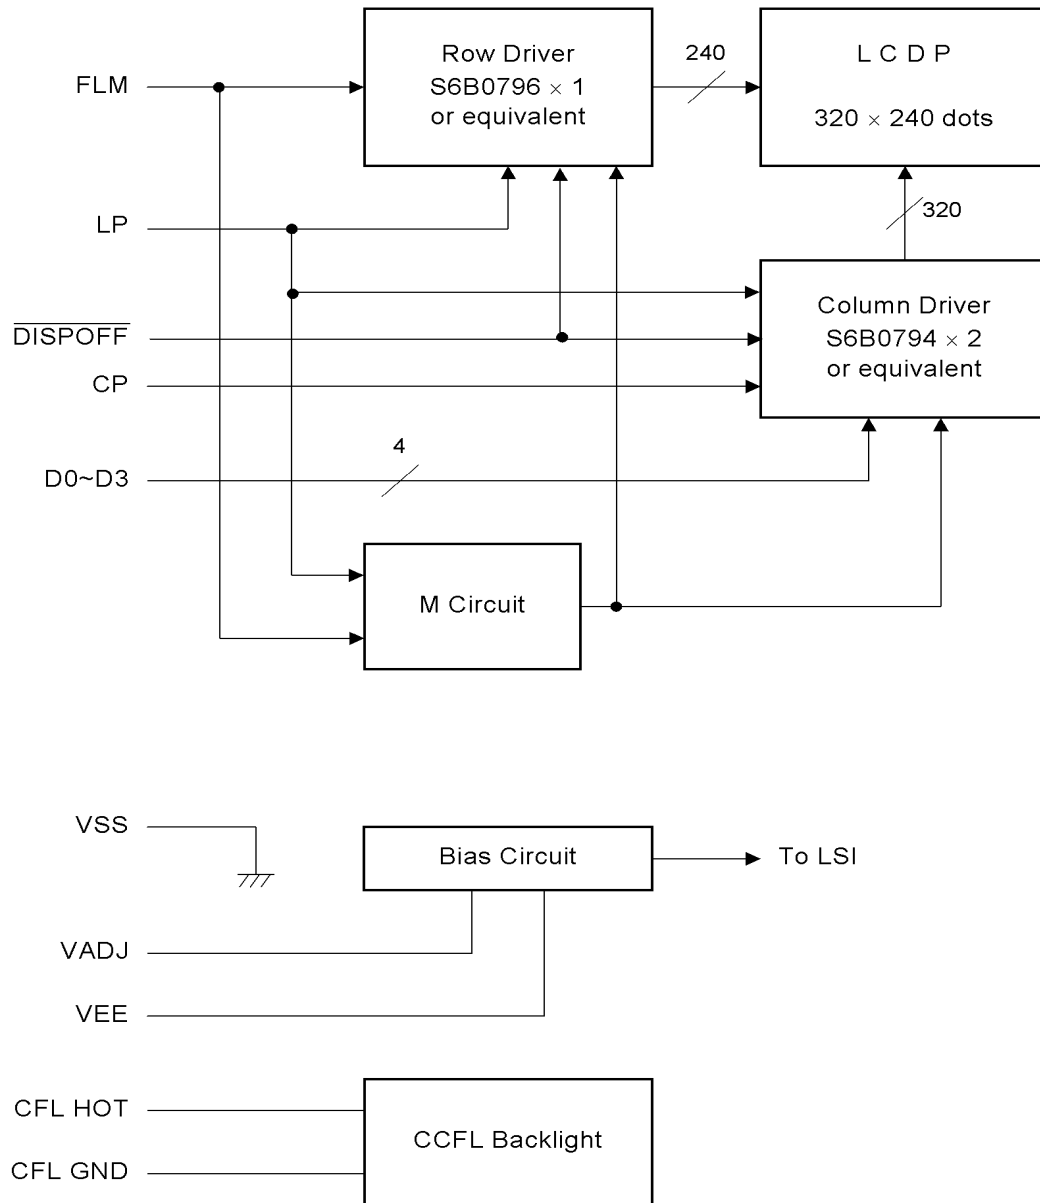 Row Driver
S6B0796 × 1
or equivalent
240
L C D P
320 × 240 dots
FLM
LP
320
Column Driver
S6B0794 × 2
or equivalent
DISPOFF
CP
4
D0~D3
M Circuit
VSS
Bias Circuit
To LSI
VADJ
VEE
CFL HOT
CCFL Backlight
CFL GND